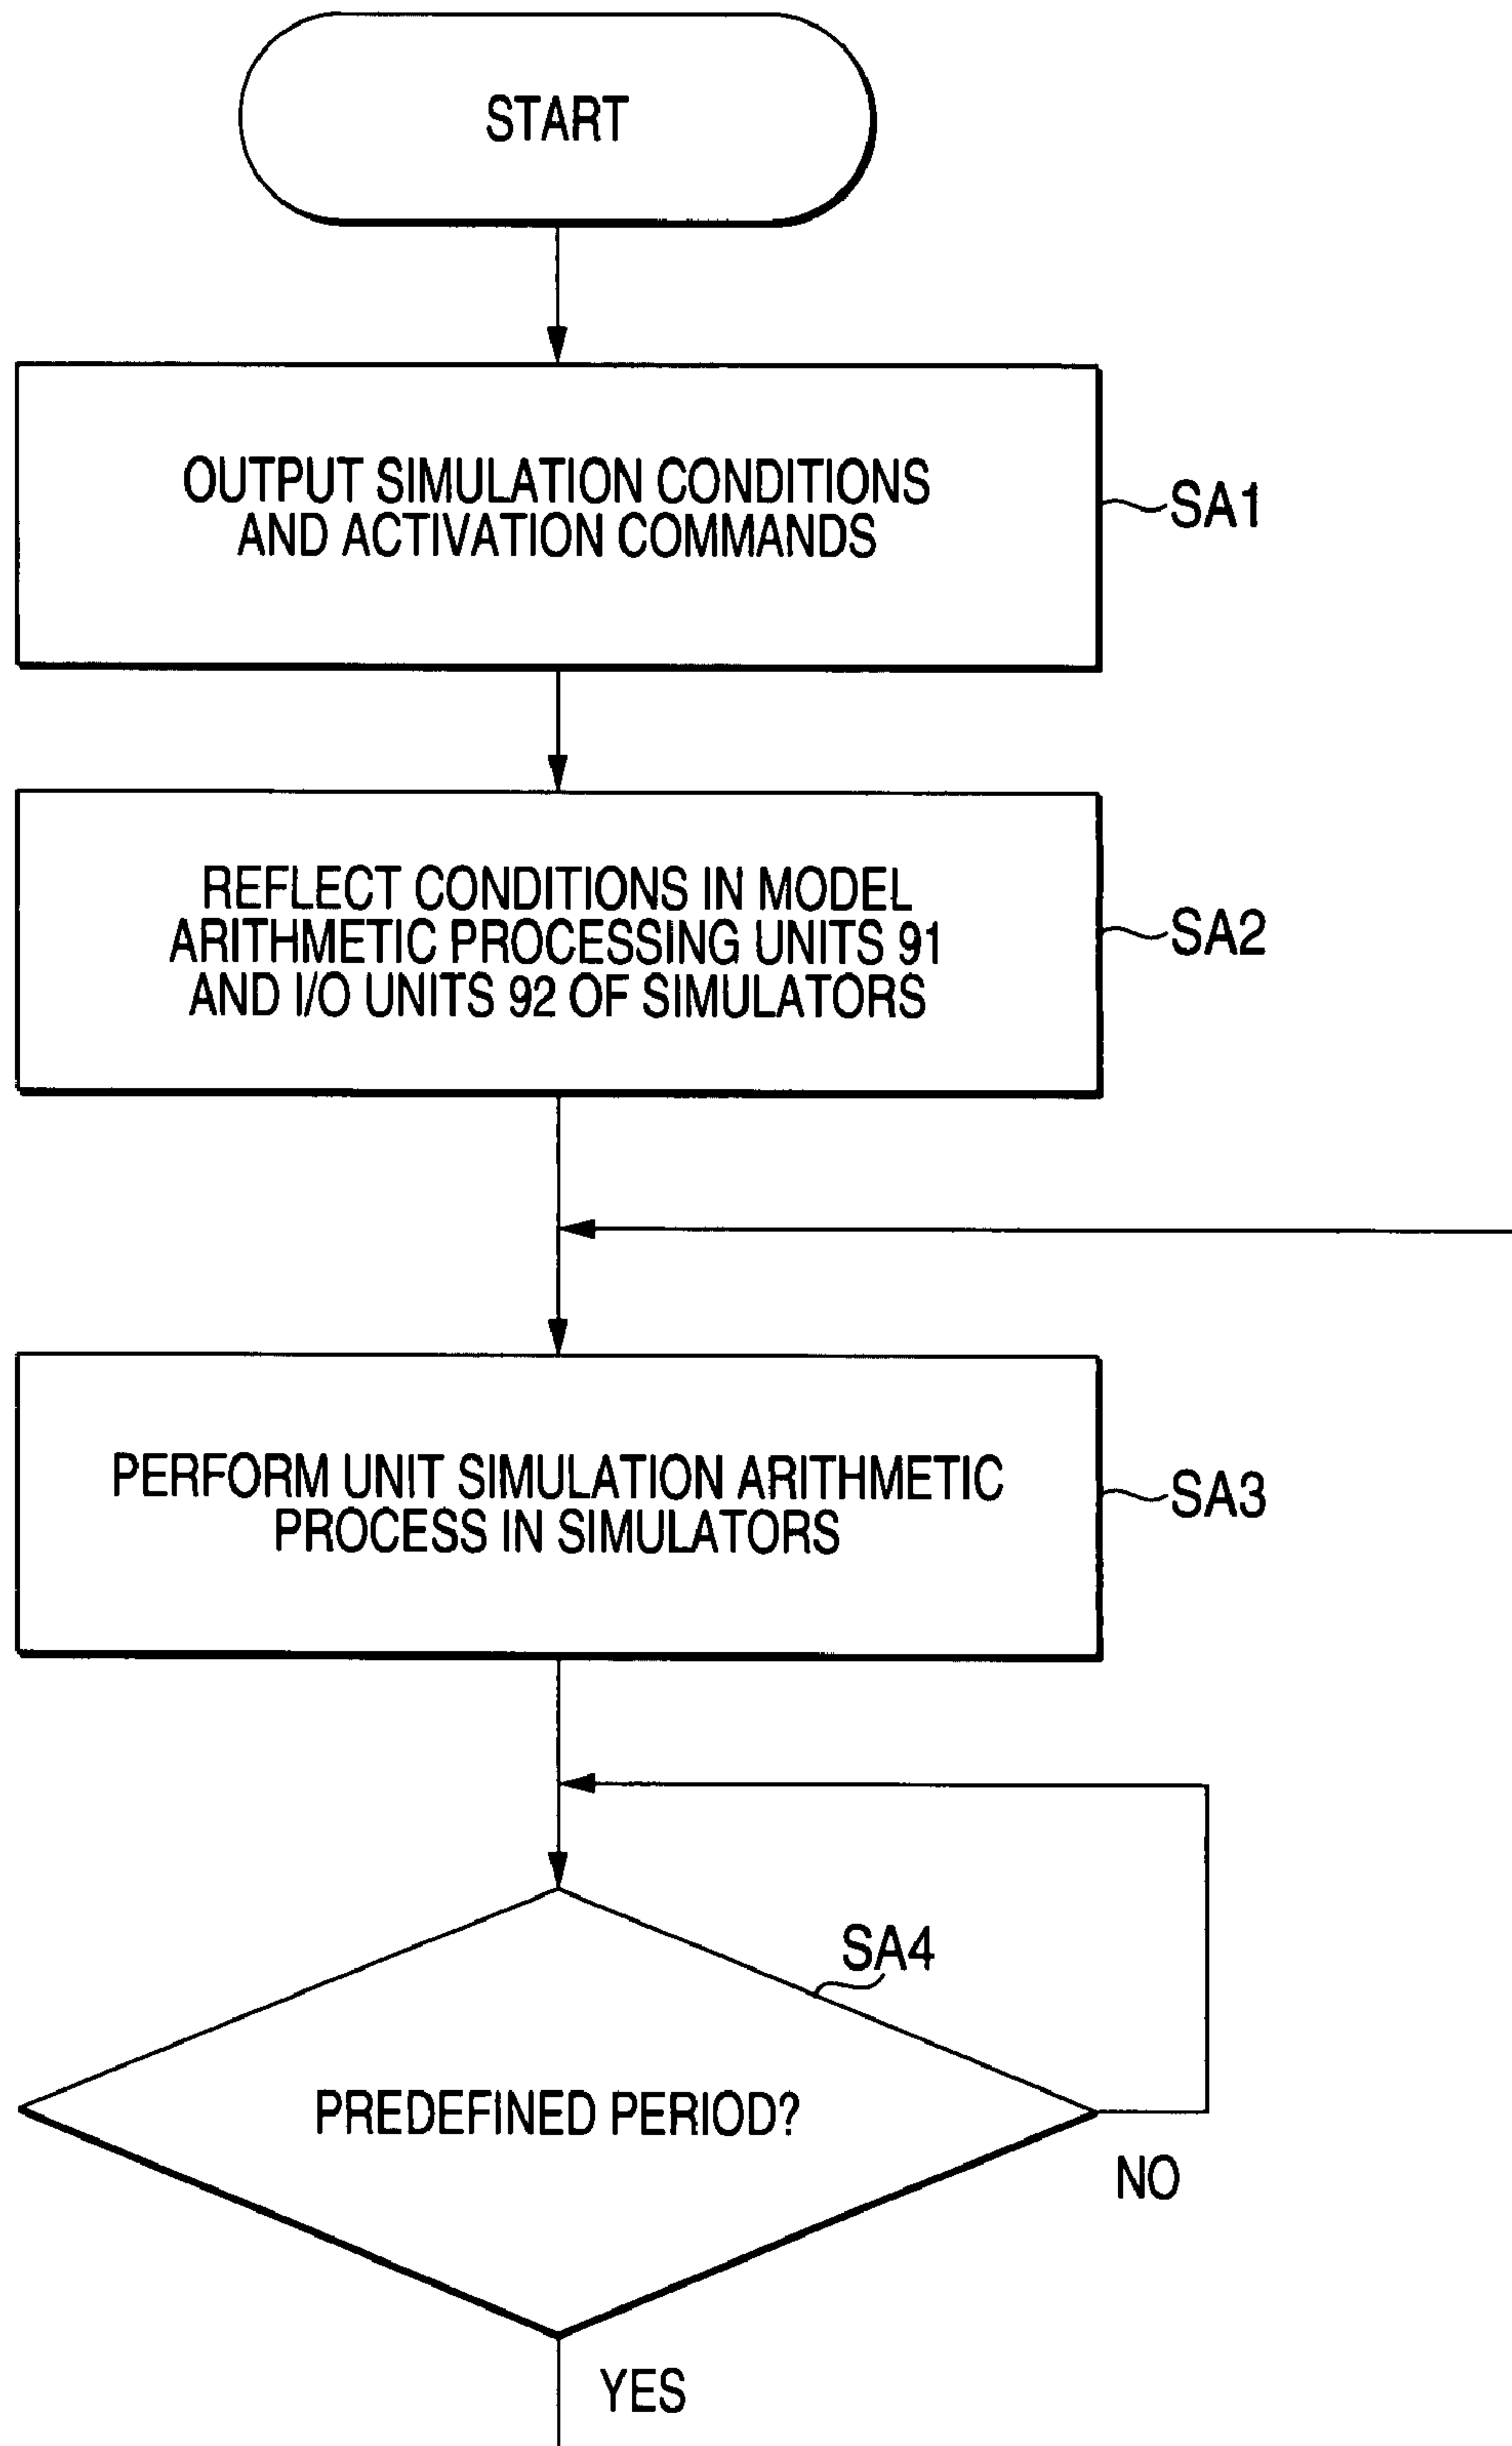 START
OUTPUT SIMULATION CONDITIONS
AND ACTIVATION COMMANDS
SA1
REFLECT CONDITIONS IN MODEL
ARITHMETIC PROCESSING UNITS 91
AND I/O UNITS 92 OF SIMULATORS
SA2
PERFORM UNIT SIMULATION ARITHMETIC
PROCESS IN SIMULATORS
SA3
SA4
PREDEFINED PERIOD?
NO
YES